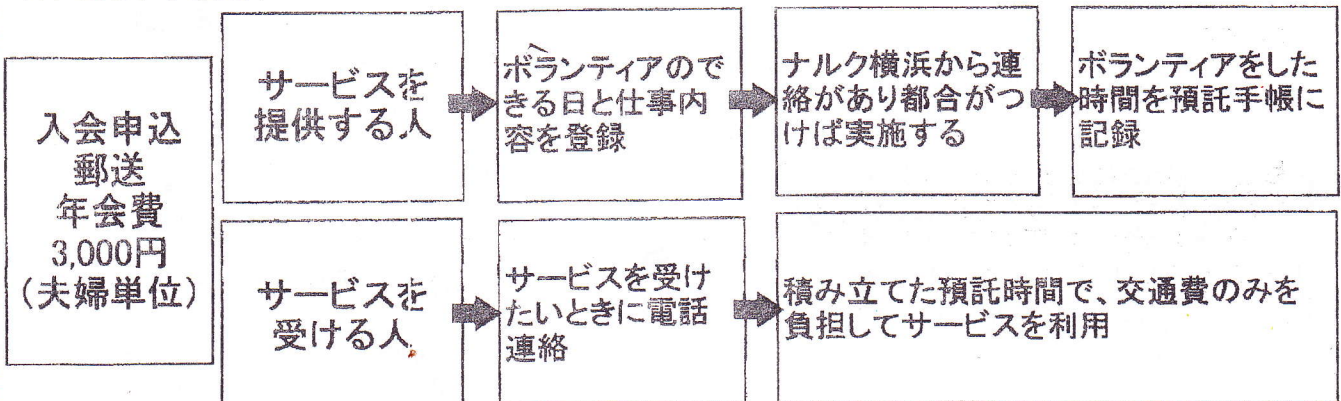 入会申込
郵送
年会費
3,000円
（夫婦単位）
サービスを
提供する人
ボランティアので
きる日と仕事内
容を登録
ナルク横浜から連
絡があり都合がつ
けば実施する
ボランティアをした
時間を預託手帳に
記録
サービスを
受ける人
サービスを受け
たいときに電話
連絡
積み立てた預託時間で、交通費のみを
負担してサービスを利用